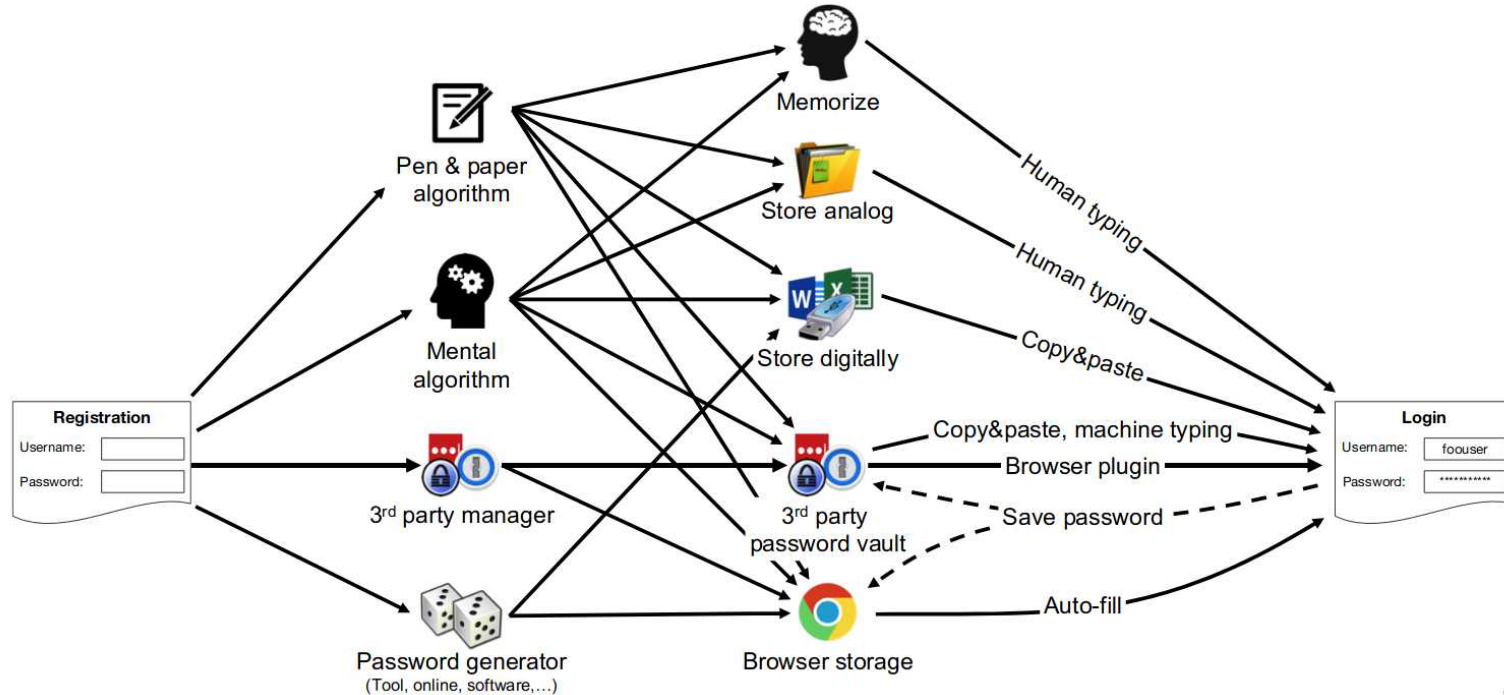 Memorize
Pen & paper
algorithm
Store analog
Human typing
Human typing
W
X
Store digitally
Copy&paste
Mental
algorithm
Registration
Username:
Password:
3rd party manager
3rd party
password vault
Copy&paste, machine typing
Browser plugin
Save password
Login
Username:
foouser
Password:
***********
Password generator
(Tool, online, software,...)
Browser storage
Auto-fill